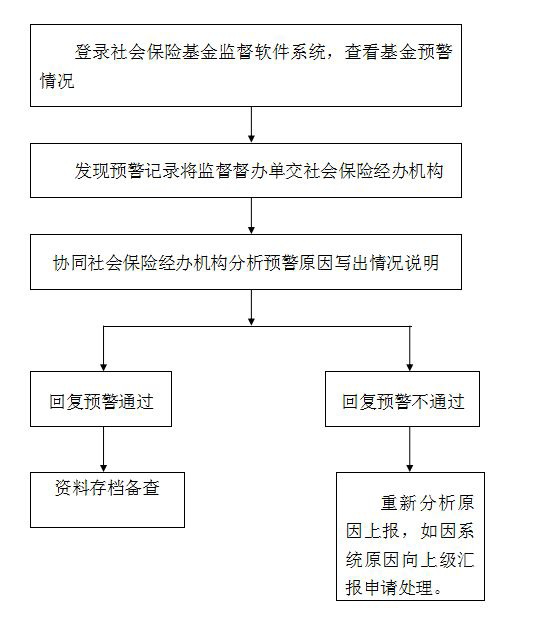 登录社会保险基金监督软件系统，查看基金预警
情况
发现预警记录将监督督办单交社会保险经办机构
协同社会保险经办机构分析预警原因写出情况说明
回复预警通过
回复预警不通过
资料存档备查
重新分析原
因上报，如因系
统原因向上级汇
报申请处理。